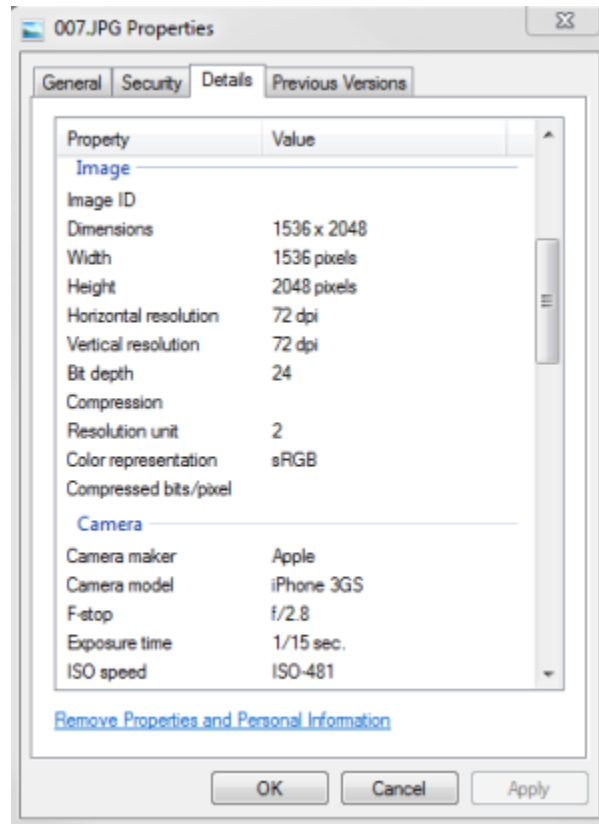 007.JPG Properties
General Security Details Previous Versions
Property Value
Image
Image ID
Dimensions 1536 x 2048
Width 1536 pixels
Height 2048 pixels
Horizontal resolution 72 dpi
Vertical resolution 72 dpi
Bit depth 24
Compression
Resolution unit 2
Color representation sRGB
Compressed bits/pixel
Camera
Camera maker Apple
Camera model iPhone 3GS
F-stop f/2.8
Exposure time 1/15 sec.
ISO speed ISO-481
Remove Properties and Personal Information
OK Cancel Apply